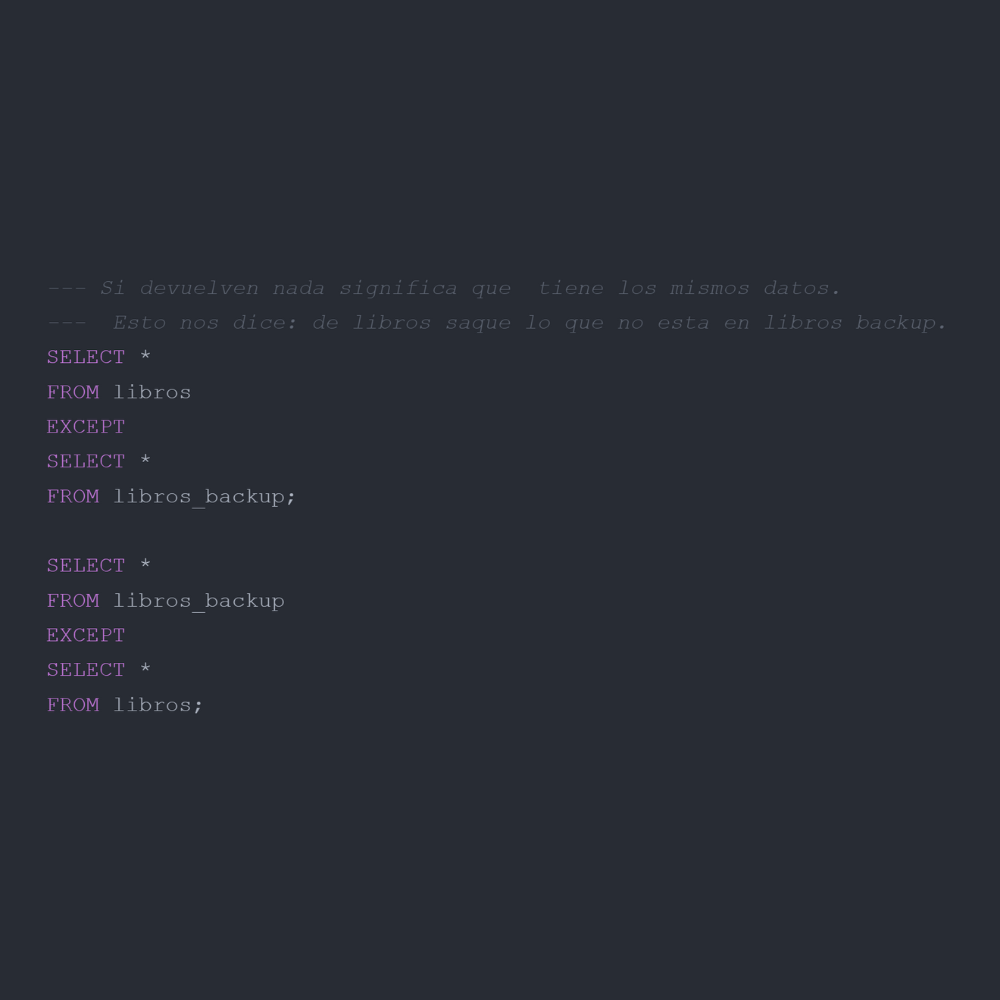 --- Si devuelven nada significa que  tiene los mismos datos.
---  Esto nos dice: de libros saque lo que no esta en libros backup.
SELECT *
FROM libros
EXCEPT
SELECT *
FROM libros_backup;

SELECT *
FROM libros_backup
EXCEPT
SELECT *
FROM libros;